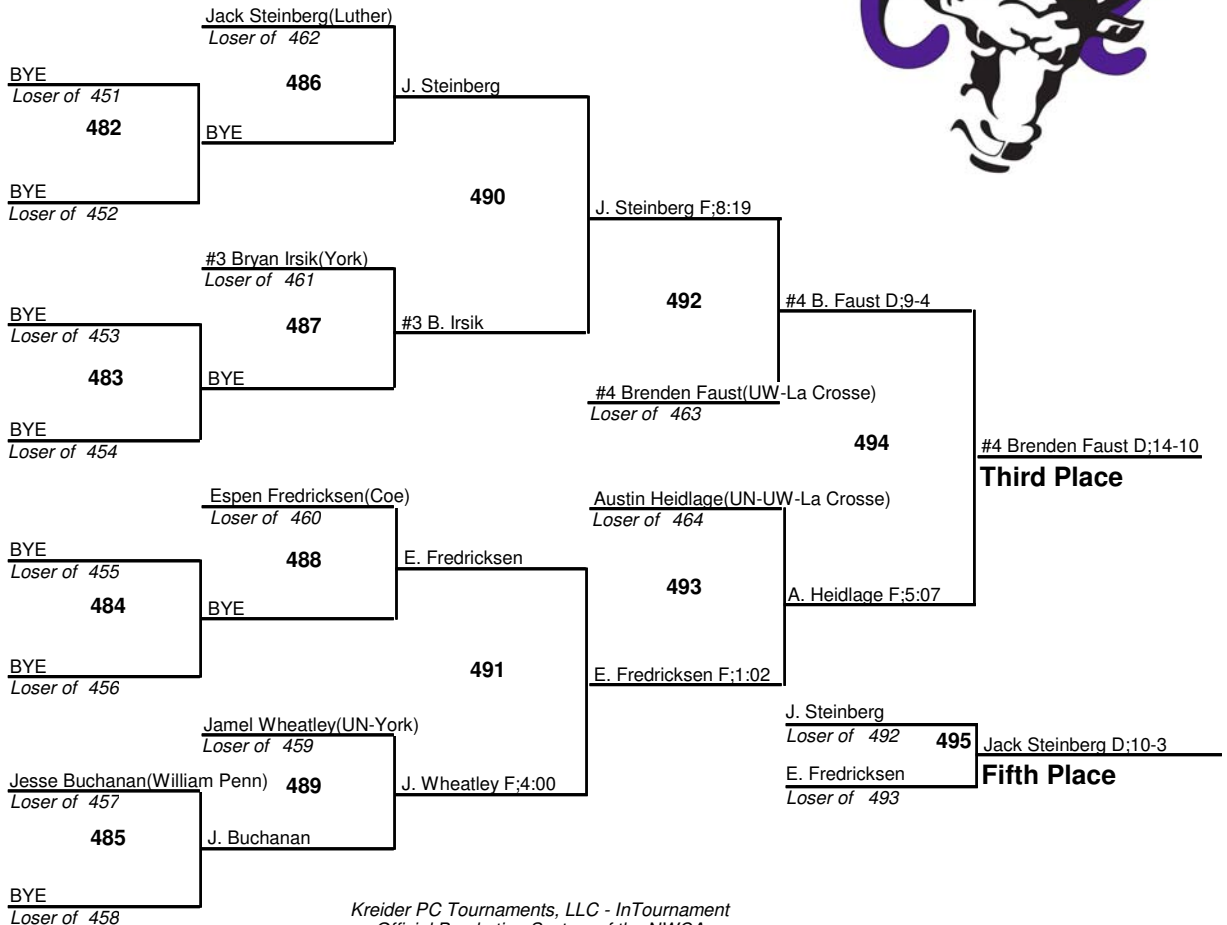 Jack Steinberg(Luther)
Loser of 462
486
BYE
Loser of 451
482
BYE
Loser of 452
BYE
J. Steinberg
490
#3 Bryan Irsik(York)
Loser of 461
487
BYE
Loser of 453
483
BYE
Loser of 454
BYE
#3 B. Irsik
J. Steinberg F;8:19
492
#4 Brenden Faust(UW-La Crosse)
Loser of 463
#4 B. Faust D;9-4
494
#4 Brenden Faust D;14-10
Third Place
Espen Fredricksen(Coe)
Loser of 460
488
BYE
Loser of 455
484
BYE
Loser of 456
BYE
E. Fredricksen
491
Austin Heidlage(UN-UW-La Crosse)
Loser of 464
493
A. Heidlage F;5:07
E. Fredricksen F;1:02
Jamel Wheatley(UN-York)
Loser of 459
489
Jesse Buchanan(William Penn)
Loser of 457
485
BYE
Loser of 458
J. Buchanan
J. Wheatley F;4:00
J. Steinberg
Loser of 492
495
E. Fredricksen
Loser of 493
Jack Steinberg D;10-3
Fifth Place
Kreider PC Tournaments, LLC - InTournament